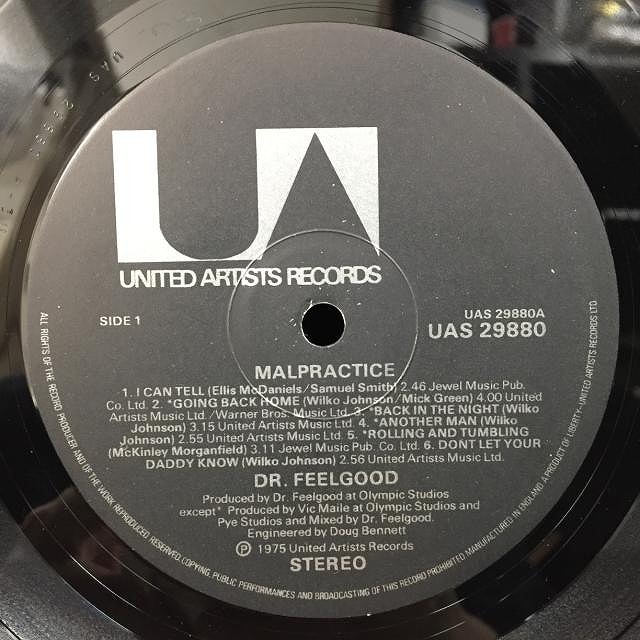 UA
UNITED ARTISTS RECORDS
SIDE 1
UAS 29880A
UAS 29880
MALPRACTICE
1. I CAN TELL (Ellis McDaniels/Samuel Smith) 2.46 Jewel Music Pub.
Co. Ltd. 2. *GOING BACK HOME (Wilko Johnson/Mick Green) 4.00 United
Artists Music Ltd./Warner Bros. Music Ltd. 3. *BACK IN THE NIGHT (Wilko
Johnson) 3.15 United Artists Music Ltd. 4. *ANOTHER MAN (Wilko
Johnson) 2.55 United Artists Music Ltd. 5. *ROLLING AND TUMBLING
(McKinley Morganfield) 3.11 Jewel Music Pub. Co. Ltd. 6. DONT LET YOUR
DADDY KNOW (Wilko Johnson) 2.56 United Artists Music Ltd.
DR. FEELGOOD
Produced by Dr. Feelgood at Olympic Studios
except* Produced by Vic Maile at Olympic Studios and
Pye Studios and Mixed by Dr. Feelgood.
Engineered by Doug Bennett
℗ 1975 United Artists Records
STEREO
ALL RIGHTS OF THE RECORD PRODUCER AND OF THE WORK REPRODUCED RESERVED. COPYING, PUBLIC PERFORMANCES AND BROADCASTING OF THIS RECORD PROHIBITED. MANUFACTURED IN ENGLAND. A PRODUCT OF LIBERTY-UNITED ARTISTS RECORDS LTD.